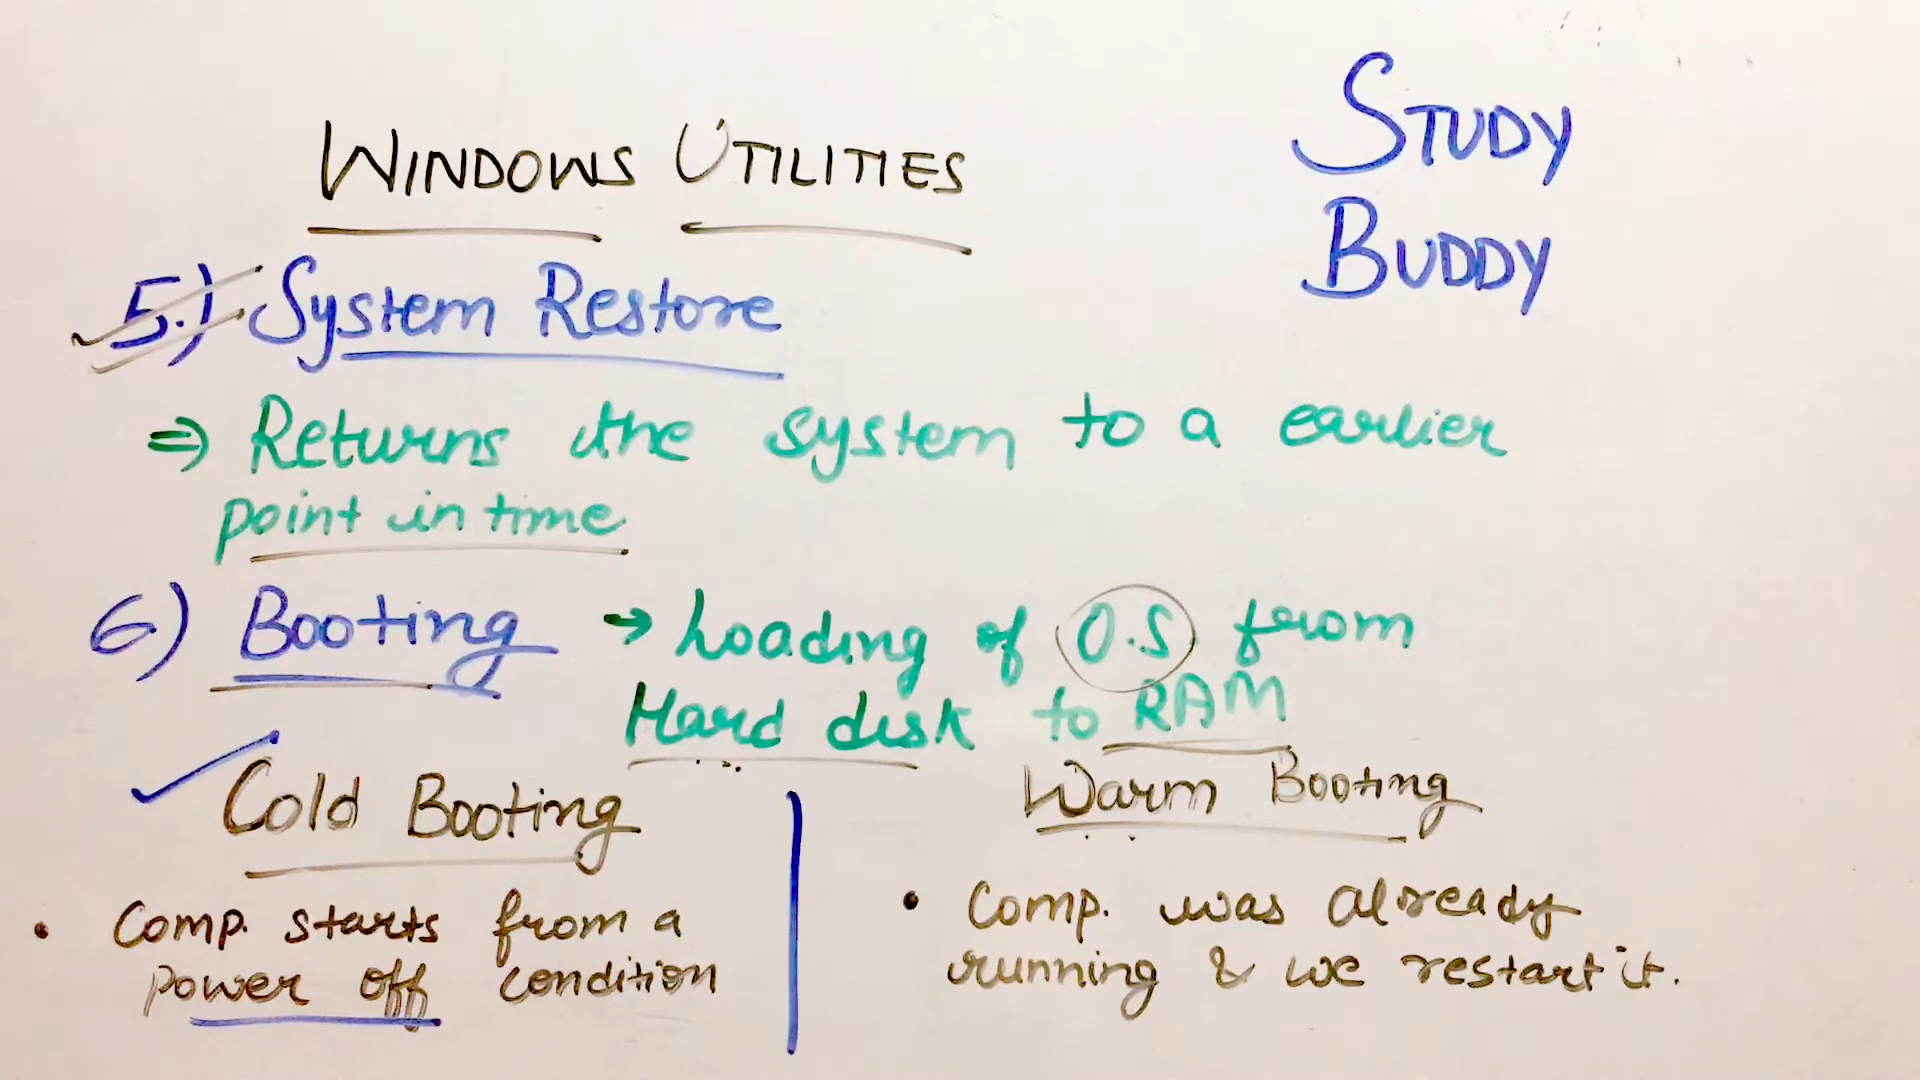 WINDOWS UTILITIES
STUDY
BUDDY
5.) System Restore
⇒ Returns the system to a earlier
point in time
6) Booting → Loading of O.S from
Hard disk to RAM
Cold Booting
• Comp. starts from a
power off condition
Warm Booting
• Comp. was already
running & we restart it.